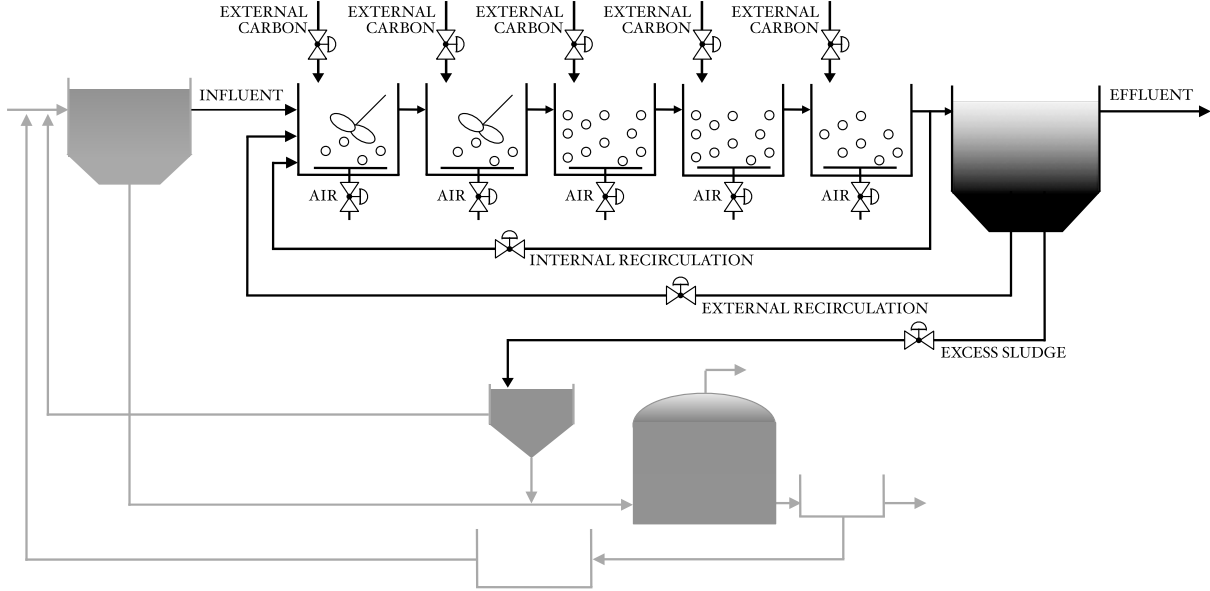 EXTERNAL
CARBON
EXTERNAL
CARBON
EXTERNAL
CARBON
EXTERNAL
CARBON
EXTERNAL
CARBON
INFLUENT
EFFLUENT
AIR
AIR
AIR
AIR
AIR
INTERNAL RECIRCULATION
EXTERNAL RECIRCULATION
EXCESS SLUDGE